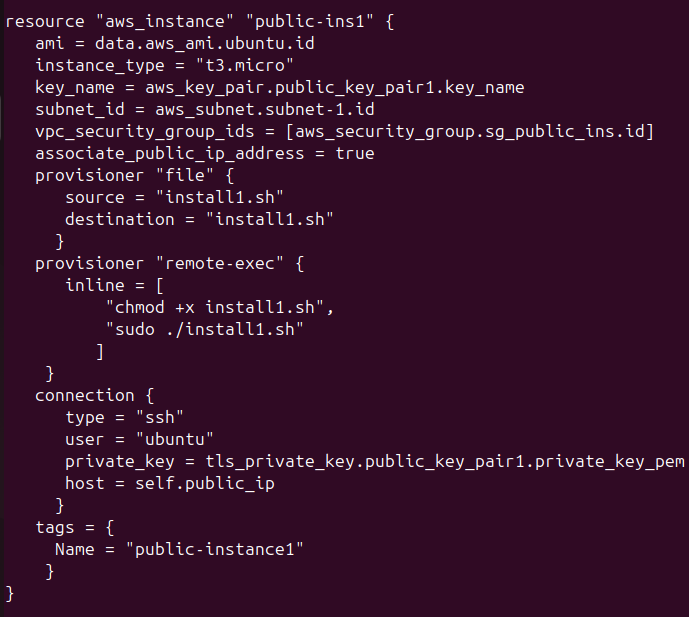 resource "aws_instance" "public-ins1" {
   ami = data.aws_ami.ubuntu.id
   instance_type = "t3.micro"
   key_name = aws_key_pair.public_key_pair1.key_name
   subnet_id = aws_subnet.subnet-1.id
   vpc_security_group_ids = [aws_security_group.sg_public_ins.id]
   associate_public_ip_address = true
   provisioner "file" {
      source = "install1.sh"
      destination = "install1.sh"
     }
   provisioner "remote-exec" {
      inline = [
          "chmod +x install1.sh",
          "sudo ./install1.sh"
         ]
    }
   connection {
      type = "ssh"
      user = "ubuntu"
      private_key = tls_private_key.public_key_pair1.private_key_pem
      host = self.public_ip
     }
   tags = {
     Name = "public-instance1"
    }
}